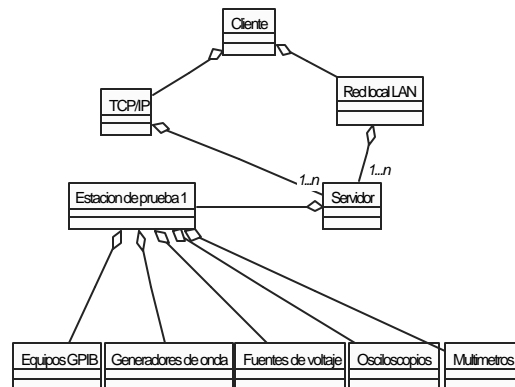 Cliente
TCP/IP
Red local LAN
1...n
1...n
Estacion de prueba 1
Servidor
Equipos GPIB
Generadores de onda
Fuentes de voltaje
Osciloscopios
Multimetros